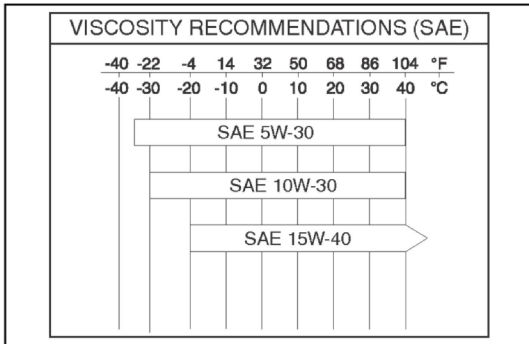 VISCOSITY RECOMMENDATIONS (SAE)
-40 -22 -4 14 32 50 68 86 104 °F
-40 -30 -20 -10 0 10 20 30 40 °C
SAE 5W-30
SAE 10W-30
SAE 15W-40